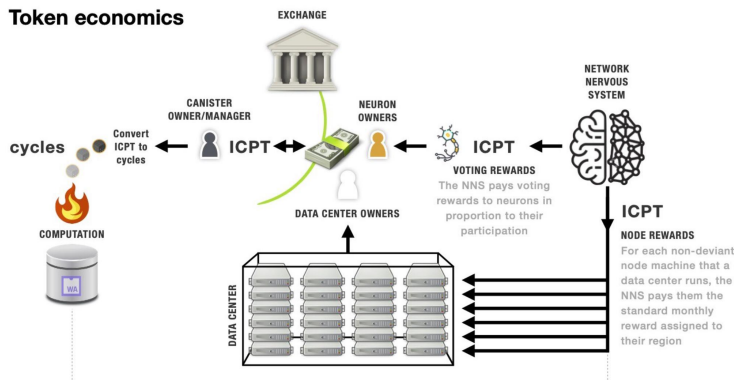 Token economics
EXCHANGE
NETWORK
NERVOUS
SYSTEM
CANISTER
OWNER/MANAGER
NEURON
OWNERS
cycles
Convert
ICPT to
cycles
ICPT
ICPT
VOTING REWARDS
The NNS pays voting
rewards to neurons in
proportion to their
participation
DATA CENTER OWNERS
COMPUTATION
WA
DATA CENTER
ICPT
NODE REWARDS
For each non-deviant
node machine that a
data center runs, the
NNS pays them the
standard monthly
reward assigned to
their region